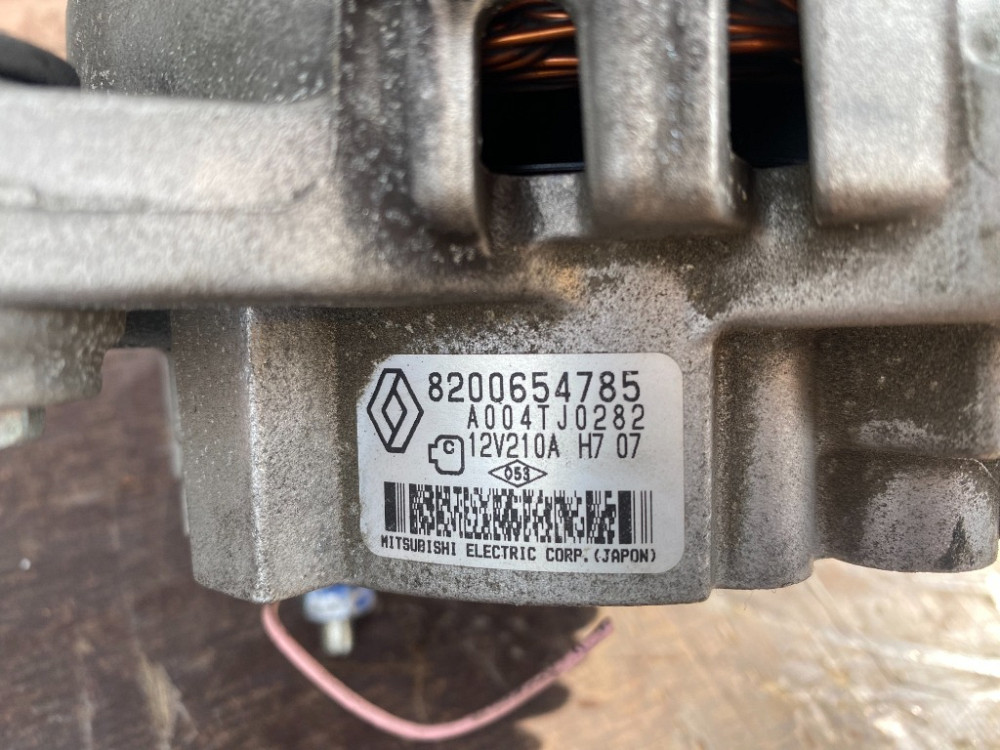 8200654785
A004TJ0282
C 12V210A H7 07
053
MITSUBISHI ELECTRIC CORP.(JAPON)